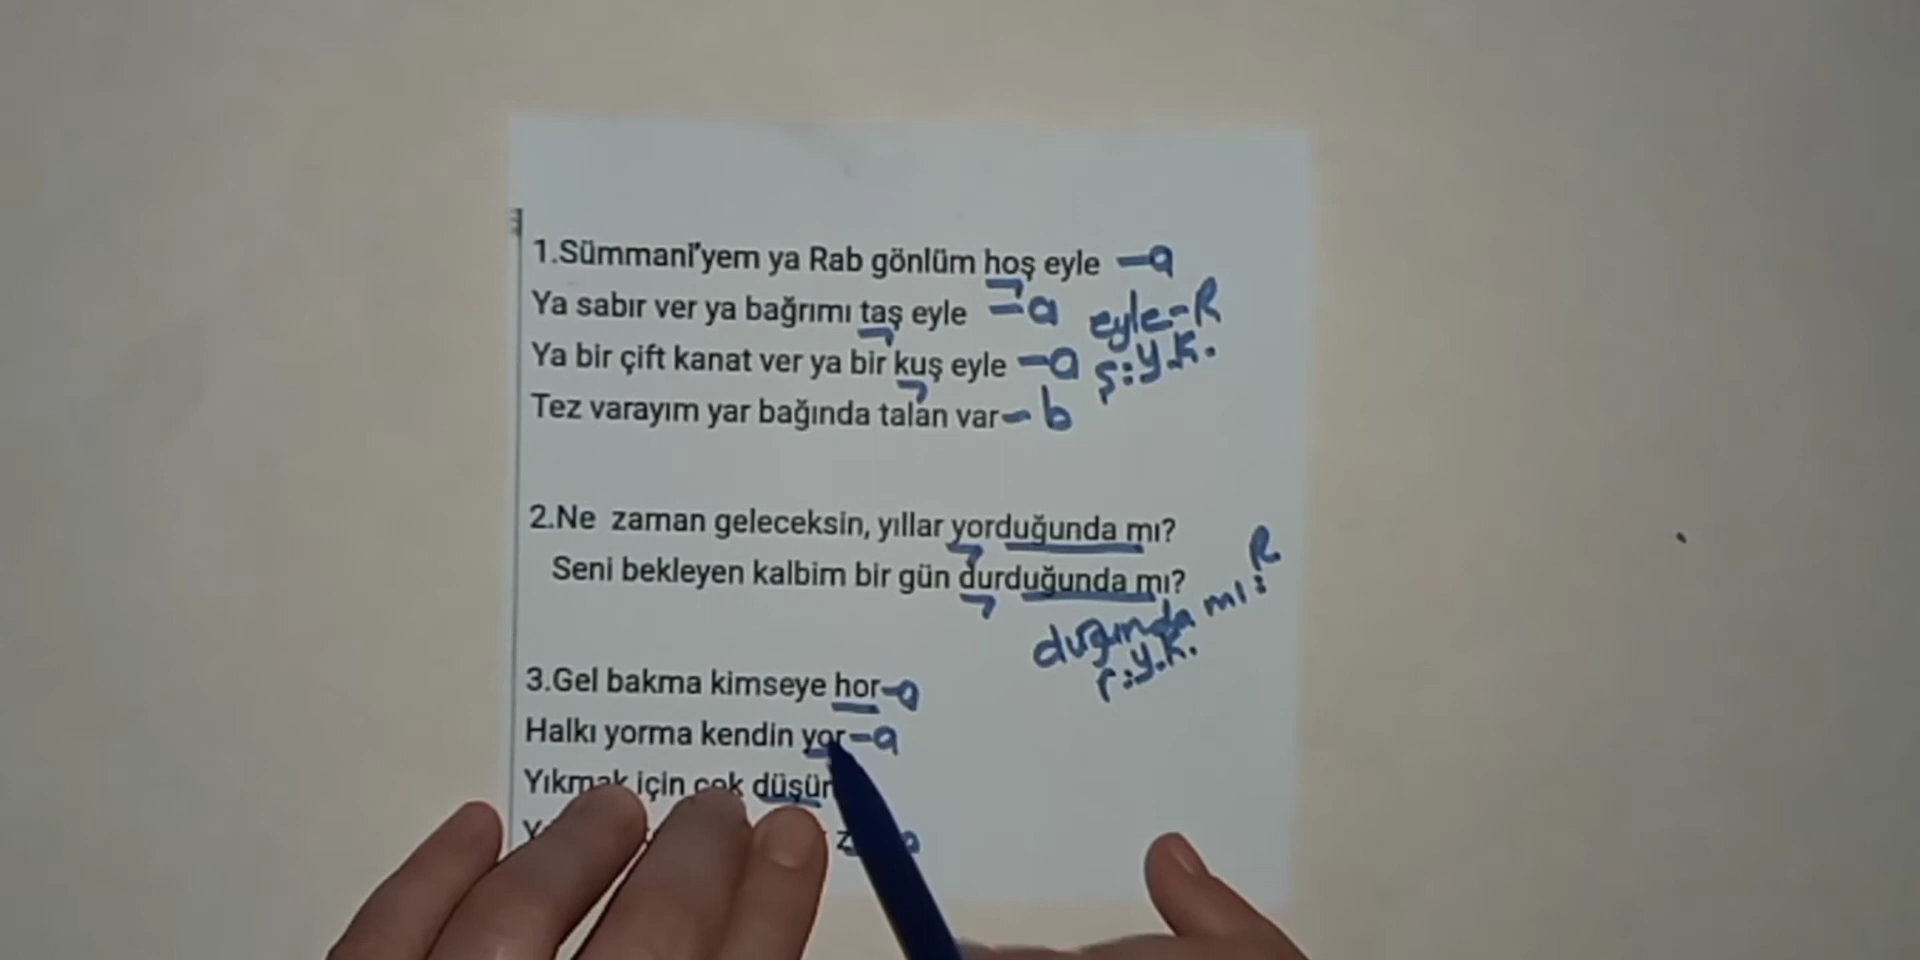 1.Sümmanî'yem ya Rab gönlüm hoş eyle -a
Ya sabır ver ya bağrımı taş eyle -a
eyle-R
Ya bir çift kanat ver ya bir kuş eyle -a
ş:y.k.
Tez varayım yar bağında talan var - b
2.Ne zaman geleceksin, yıllar yorduğunda mı?
Seni bekleyen kalbim bir gün durduğunda mı?
duğunda mı: R
r:y.k.
3.Gel bakma kimseye hor -a
Halkı yorma kendin yor -a
Yıkmak için çok